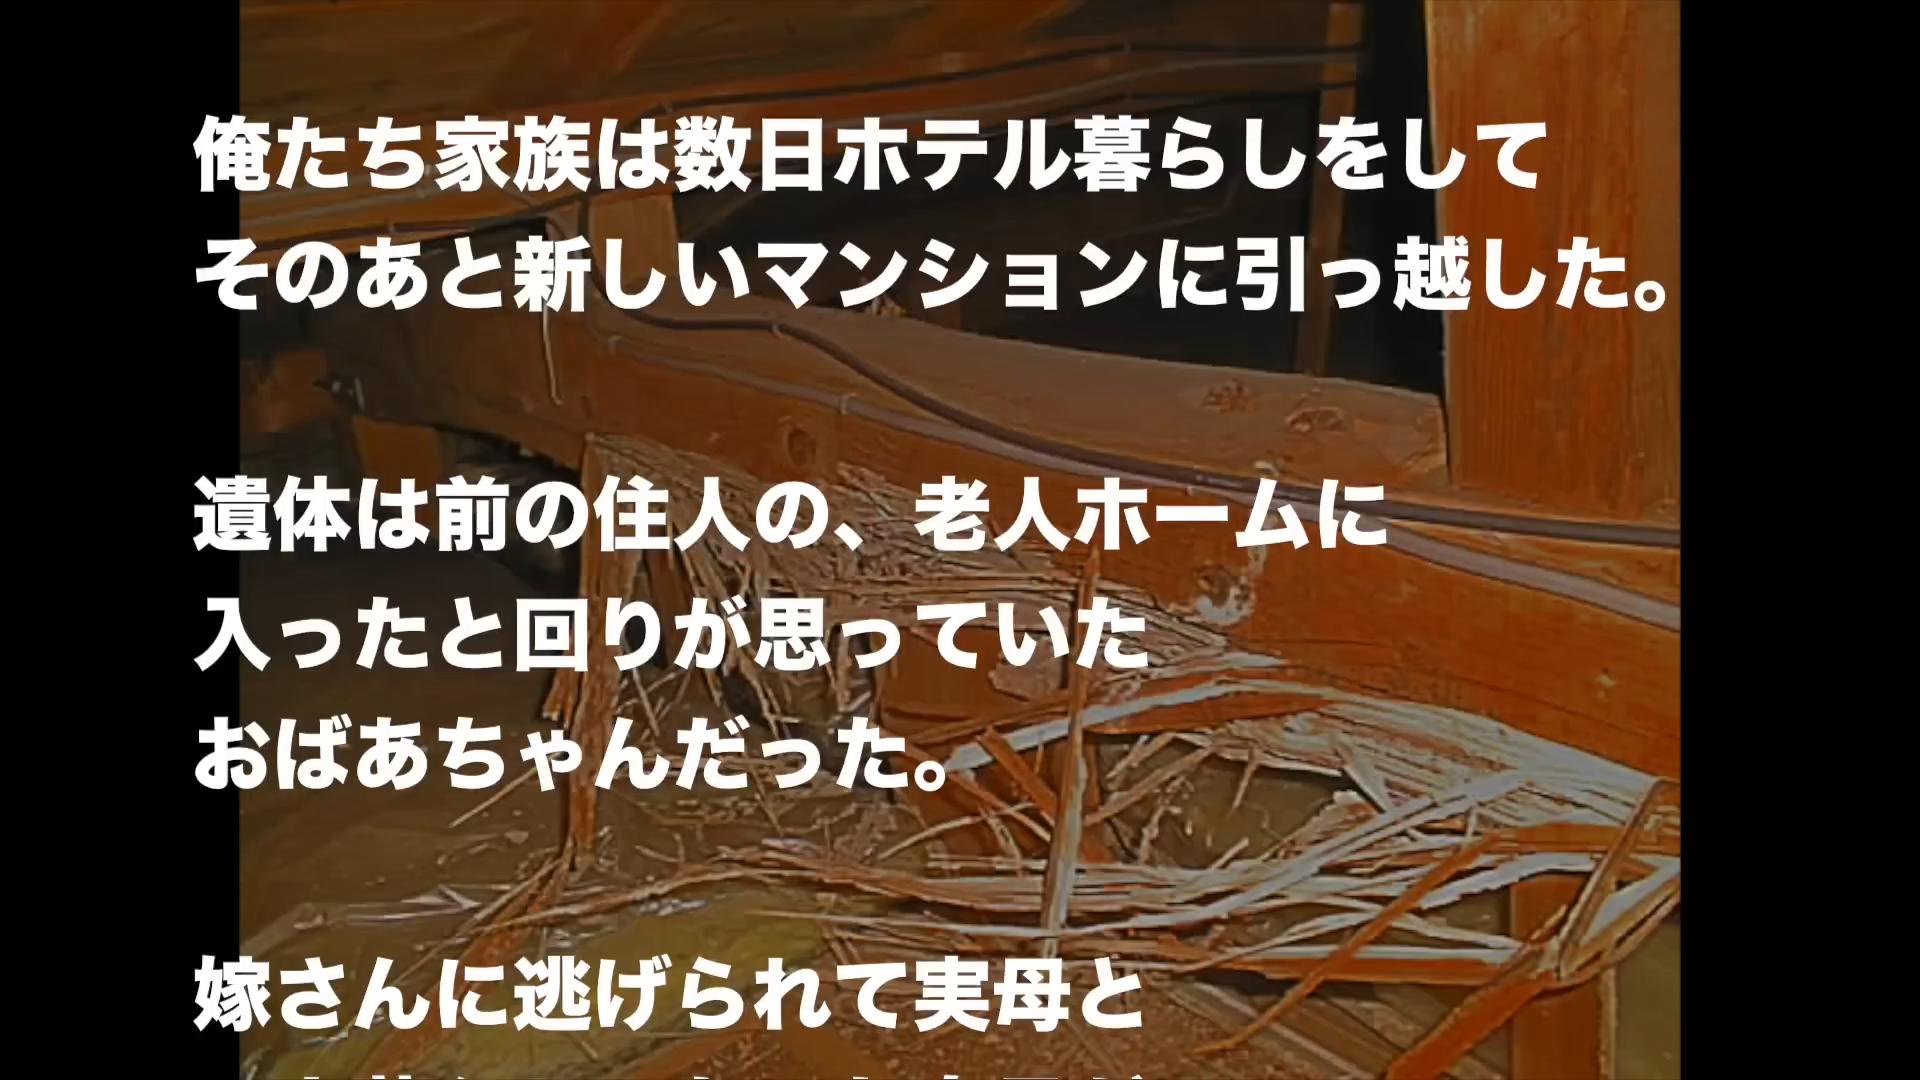 俺たち家族は数日ホテル暮らしをして
そのあと新しいマンションに引っ越した。
遺体は前の住人の、老人ホームに
入ったと回りが思っていた
おばあちゃんだった。
嫁さんに逃げられて実母と